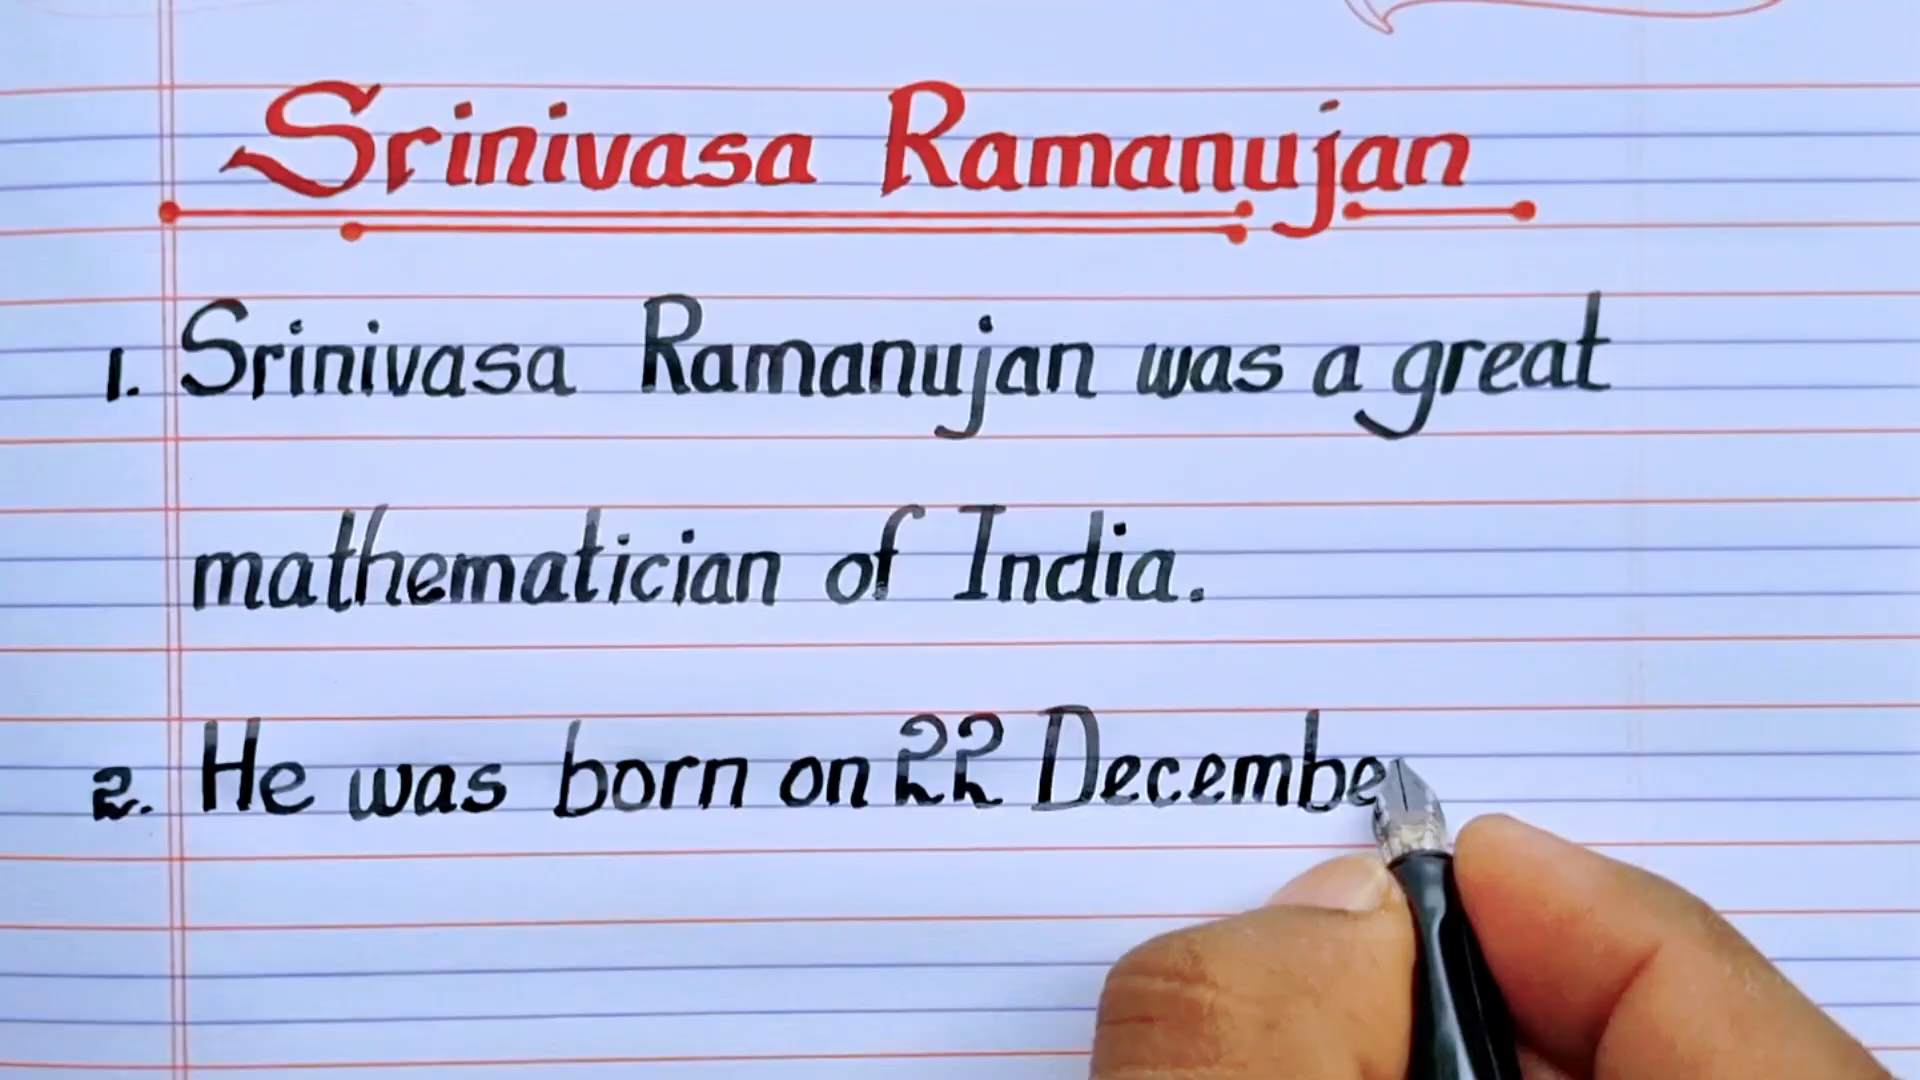 Srinivasa Ramanujan
1. Srinivasa Ramanujan was a great
mathematician of India.
2. He was born on 22 Decembe